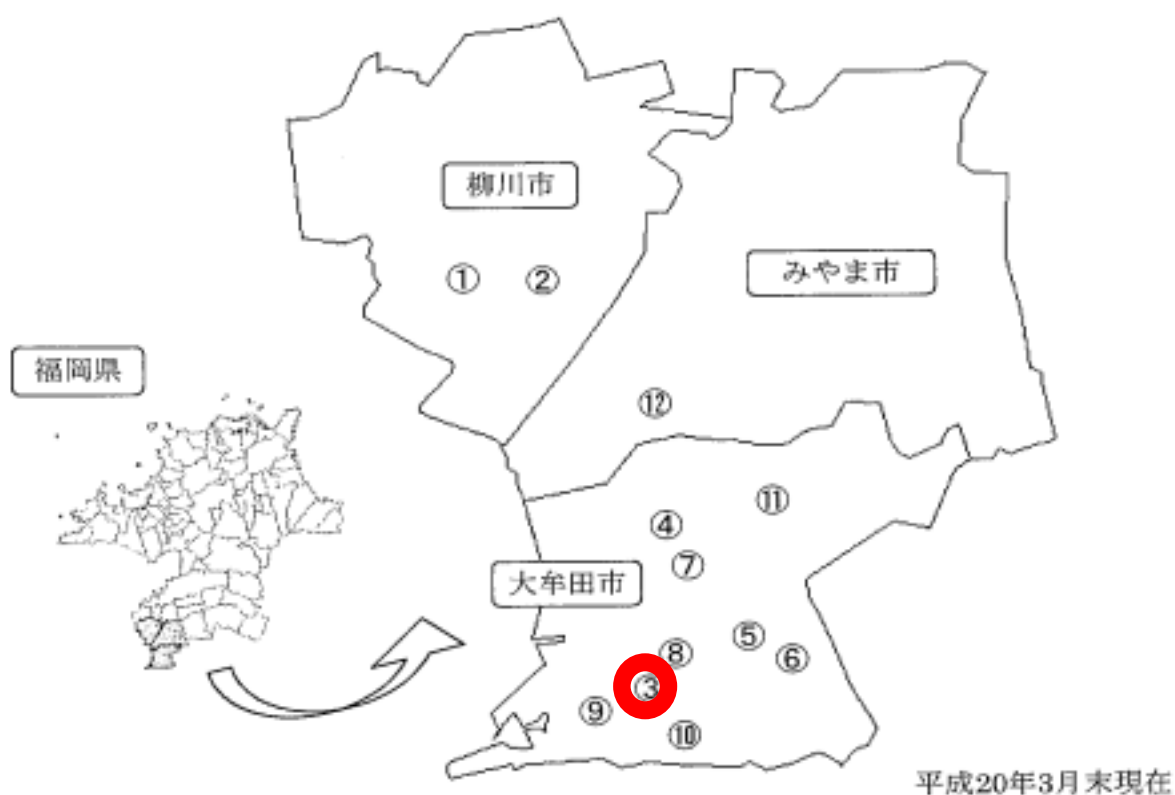 柳川市
みやま市
① ②
福岡県
⑫
⑪
④
⑦
大牟田市
⑤
⑥
⑧
③
⑨
⑩
平成20年3月末現在